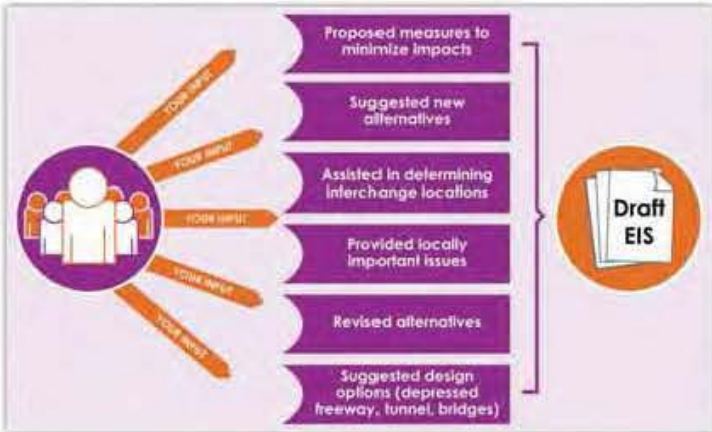 YOUR INPUT
YOUR INPUT
YOUR INPUT
YOUR INPUT
YOUR INPUT
Proposed measures to
minimize impacts
Suggested new
alternatives
Assisted in determining
interchange locations
Provided locally
important issues
Revised alternatives
Suggested design
options (depressed
freeway, tunnel, bridges)
Draft
EIS